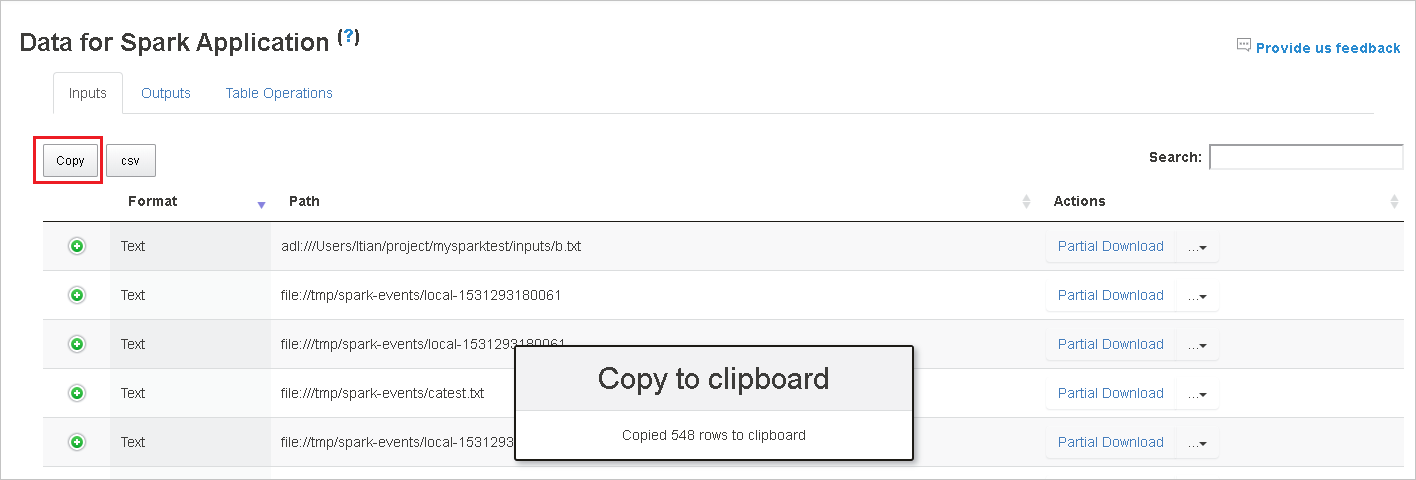 Data for Spark Application (?)
Provide us feedback
Inputs Outputs Table Operations
Copy csv Search:
Format Path Actions
Text adl:///Users/ltian/project/mysparktest/inputs/b.txt Partial Download ...
Text file://tmp/spark-events/local-1531293180061 Partial Download ...
Text file:///tmp/spark-events/local-1531293180061 Partial Download ...
Text file:///tmp/spark-events/catest.txt Partial Download ...
Text file:///tmp/spark-events/local-1531293 Partial Download ...
Copy to clipboard
Copied 548 rows to clipboard